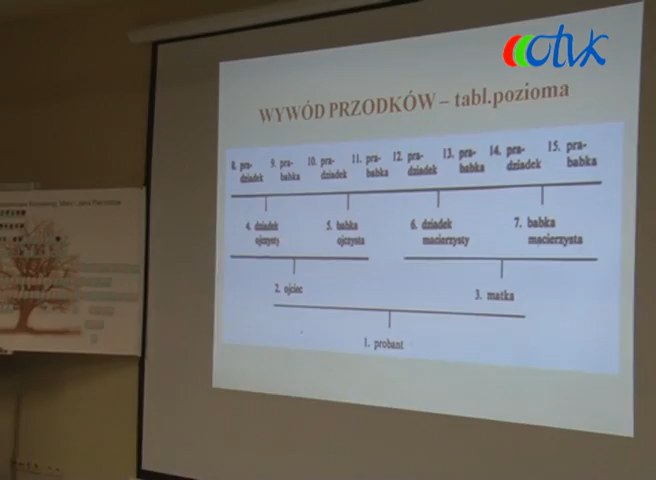 otvk
WYWÓD PRZODKÓW – tabl.pozioma
8. pra-dziadek 9. pra-babka 10. pra-dziadek 11. pra-babka 12. pra-dziadek 13. pra-babka 14. pra-dziadek 15. pra-babka
4. dziadek ojczysty 5. babka ojczysta 6. dziadek macierzysty 7. babka macierzysta
2. ojciec 3. matka
1. probant